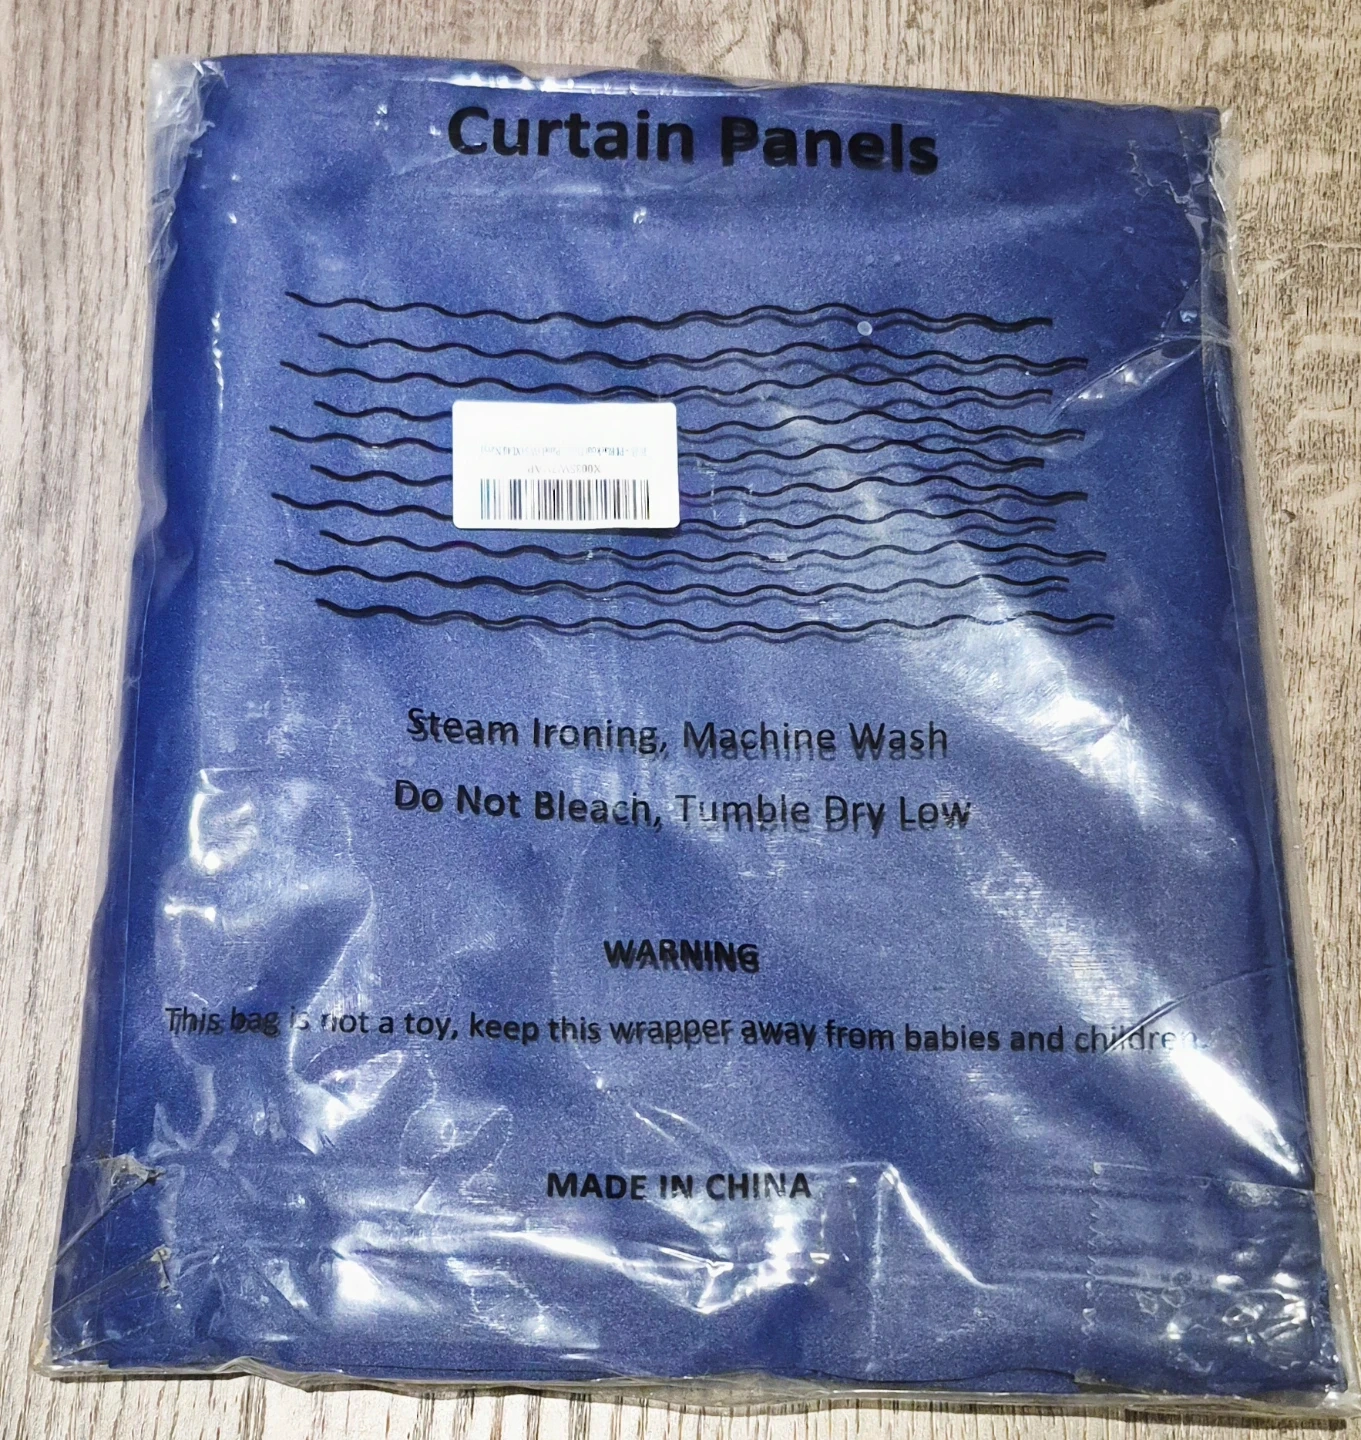 Curtain Panels
Steam Ironing, Machine Wash
Do Not Bleach, Tumble Dry Low
WARNING
This bag is not a toy, keep this wrapper away from babies and children.
MADE IN CHINA